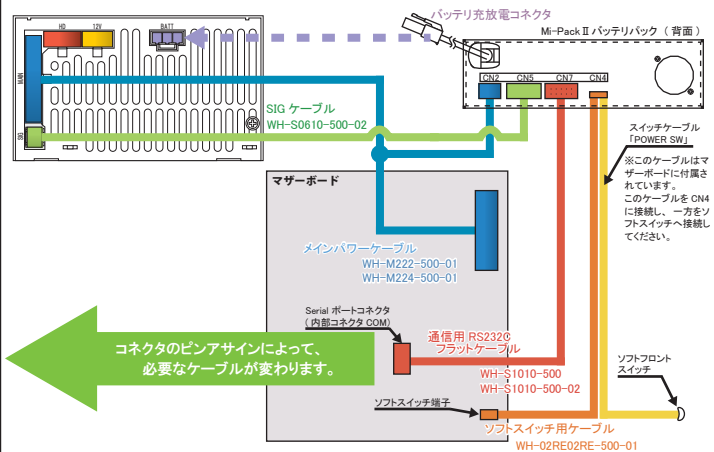 バッテリ充放電コネクタ
Mi-PackⅡバッテリパック（背面）
HD
12V
BATT
MAIN
SIG
CN2
CN5
CN7
CN4
SIG ケーブル
WH-S0610-500-02
スイッチケーブル
「POWER SW」
※このケーブルはマ
ザーボードに付属さ
れています。
このケーブルを CN4
に接続し、一方をソ
フトスイッチへ接続し
てください。
マザーボード
メインパワーケーブル
WH-M222-500-01
WH-M224-500-01
Serial ポートコネクタ
（内部コネクタ COM）
通信用 RS232C
フラットケーブル
WH-S1010-500
WH-S1010-500-02
コネクタのピンアサインによって、
必要なケーブルが変わります。
ソフトフロント
スイッチ
ソフトスイッチ端子
ソフトスイッチ用ケーブル
WH-02RE02RE-500-01